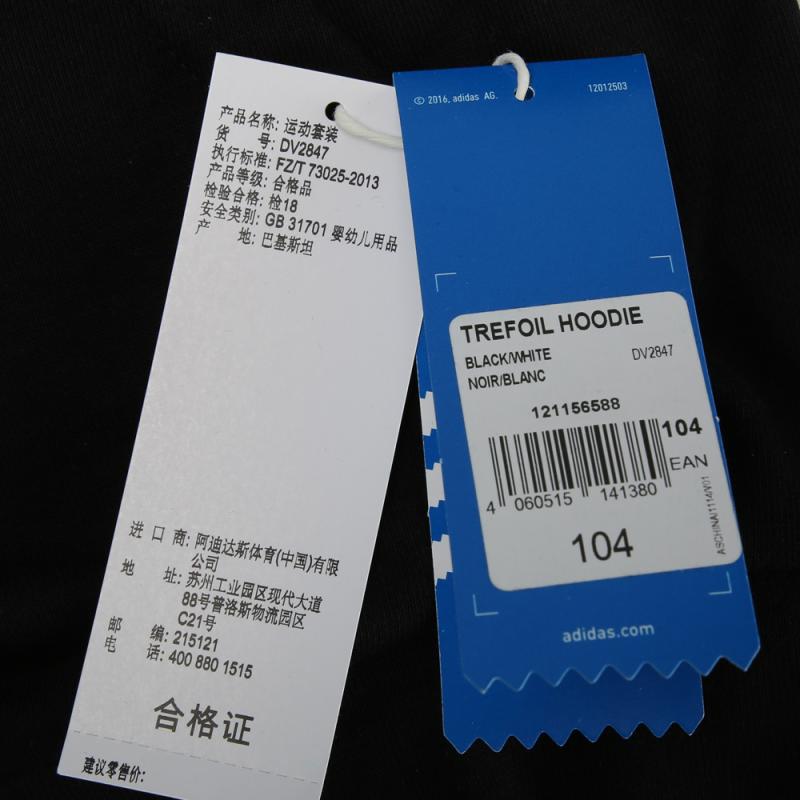 产品名称: 运动套装
货 号: DV2847
执行标准: FZ/T 73025-2013
产品等级: 合格品
检验合格: 检18
安全类别: GB 31701 婴幼儿用品
产 地: 巴基斯坦
进 口 商: 阿迪达斯体育(中国)有限
公司
地 址: 苏州工业园区现代大道
88号普洛斯物流园区
C21号
邮 编: 215121
电 话: 400 880 1515
合格证
建议零售价:
© 2016, adidas AG.
12012503
TREFOIL HOODIE
BLACK/WHITE DV2847
NOIR/BLANC
121156588
104
EAN
4 060515 141380
104
ASCHINA/1114/V01
adidas.com